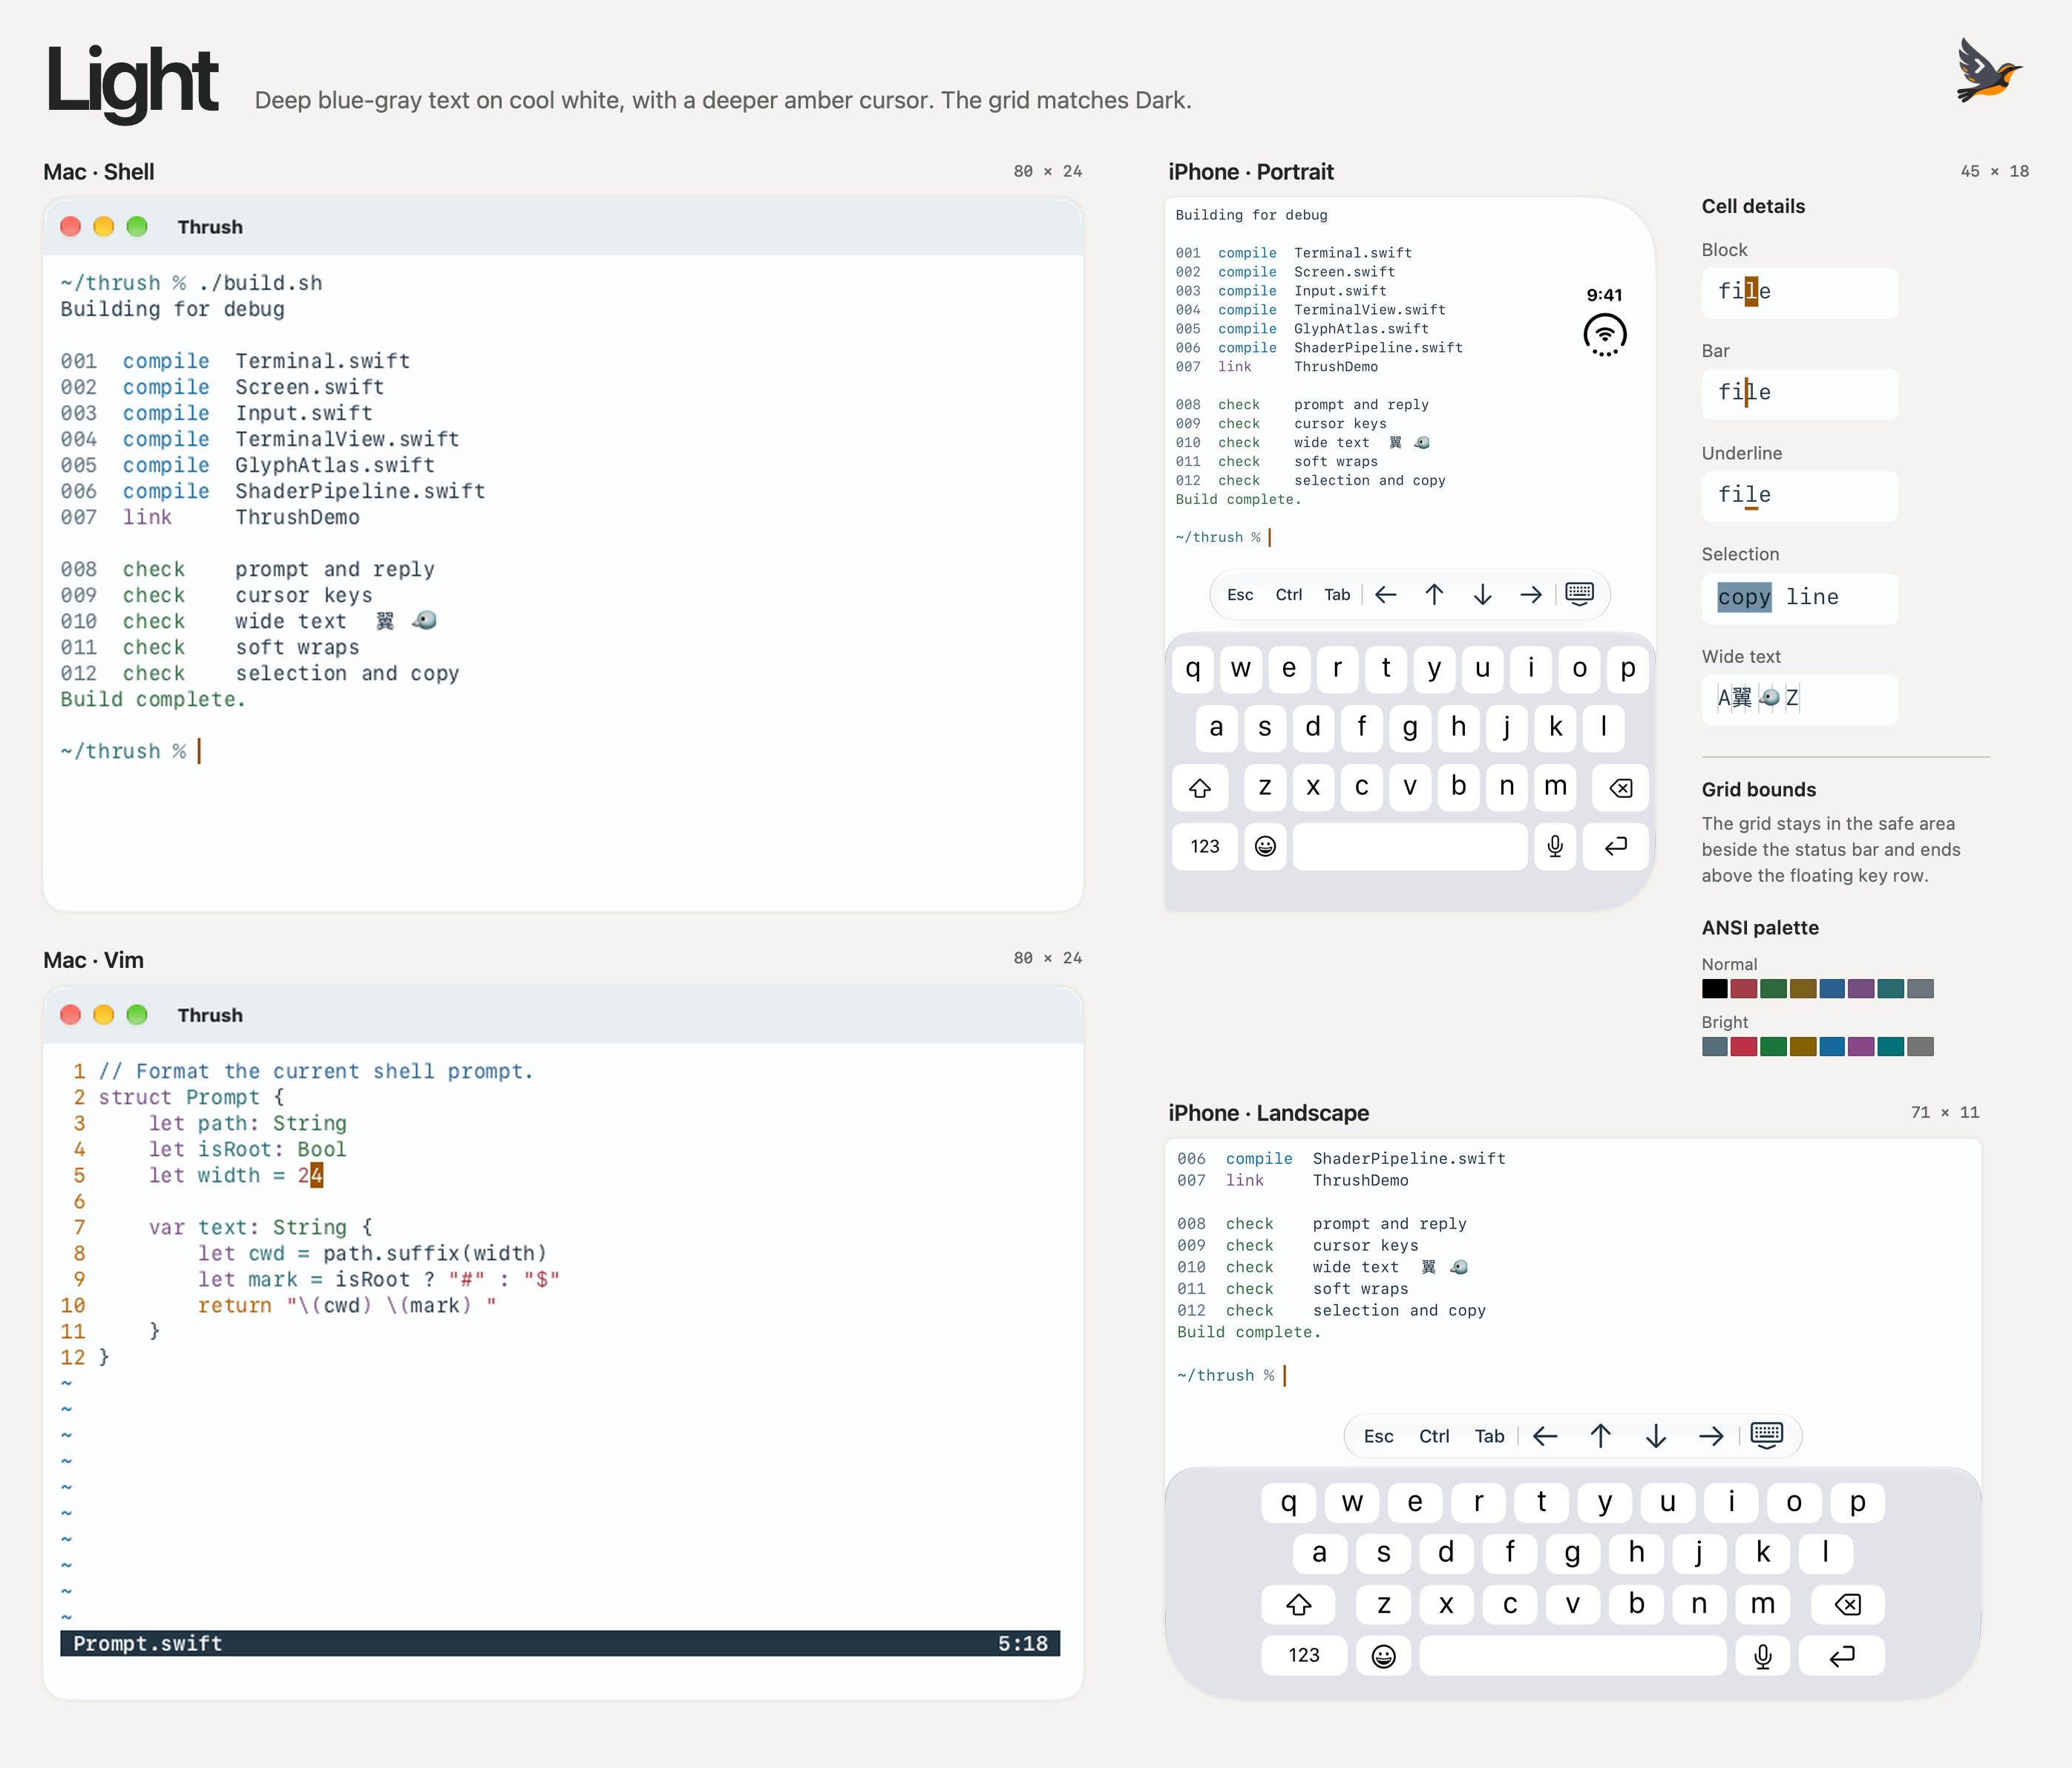 Light
Deep blue-gray text on cool white, with a deeper amber cursor. The grid matches Dark.
Mac · Shell
80 × 24
Thrush
~/thrush % ./build.sh
Building for debug
001  compile  Terminal.swift
002  compile  Screen.swift
003  compile  Input.swift
004  compile  TerminalView.swift
005  compile  GlyphAtlas.swift
006  compile  ShaderPipeline.swift
007  link     ThrushDemo
008  check    prompt and reply
009  check    cursor keys
010  check    wide text  翼 🐦
011  check    soft wraps
012  check    selection and copy
Build complete.
~/thrush %
iPhone · Portrait
45 × 18
Building for debug
001  compile  Terminal.swift
002  compile  Screen.swift
003  compile  Input.swift
004  compile  TerminalView.swift
005  compile  GlyphAtlas.swift
006  compile  ShaderPipeline.swift
007  link     ThrushDemo
008  check    prompt and reply
009  check    cursor keys
010  check    wide text  翼 🐦
011  check    soft wraps
012  check    selection and copy
Build complete.
~/thrush %
9:41
Esc Ctrl Tab ← ↑ ↓ →
q w e r t y u i o p
a s d f g h j k l
z x c v b n m
123
Cell details
Block
file
Bar
file
Underline
file
Selection
copy line
Wide text
A翼🐦Z
Grid bounds
The grid stays in the safe area
beside the status bar and ends
above the floating key row.
ANSI palette
Normal
Bright
Mac · Vim
80 × 24
Thrush
1 // Format the current shell prompt.
2 struct Prompt {
3     let path: String
4     let isRoot: Bool
5     let width = 24
6
7     var text: String {
8         let cwd = path.suffix(width)
9         let mark = isRoot ? "#" : "$"
10         return "\(cwd) \(mark) "
11     }
12 }
~
~
~
~
~
~
~
~
~
~
Prompt.swift 5:18
iPhone · Landscape
71 × 11
006  compile  ShaderPipeline.swift
007  link     ThrushDemo
008  check    prompt and reply
009  check    cursor keys
010  check    wide text  翼 🐦
011  check    soft wraps
012  check    selection and copy
Build complete.
~/thrush %
Esc Ctrl Tab ← ↑ ↓ →
q w e r t y u i o p
a s d f g h j k l
z x c v b n m
123